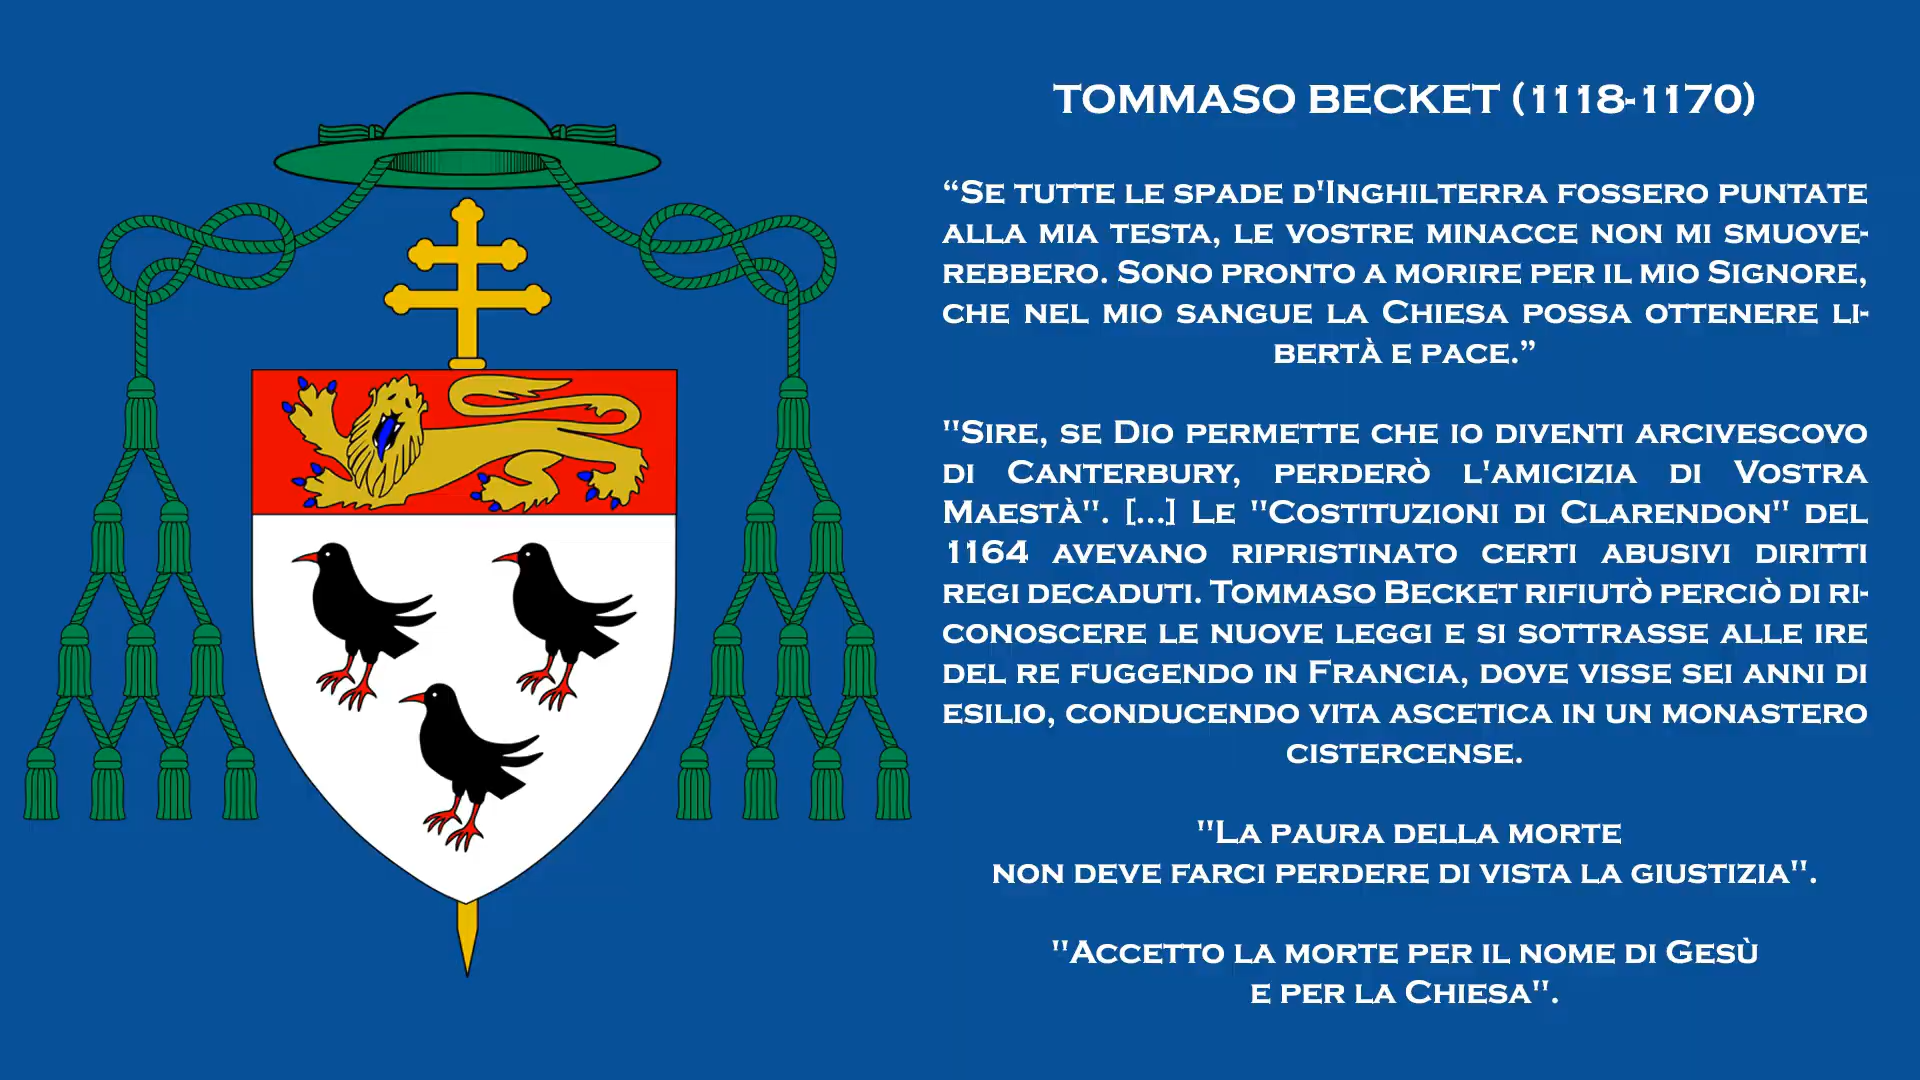 TOMMASO BECKET (1118-1170)
“SE TUTTE LE SPADE D'INGHILTERRA FOSSERO PUNTATE
ALLA MIA TESTA, LE VOSTRE MINACCE NON MI SMUOVE-
REBBERO. SONO PRONTO A MORIRE PER IL MIO SIGNORE,
CHE NEL MIO SANGUE LA CHIESA POSSA OTTENERE LI-
BERTÀ E PACE.”
"SIRE, SE DIO PERMETTE CHE IO DIVENTI ARCIVESCOVO
DI CANTERBURY, PERDERÒ L'AMICIZIA DI VOSTRA
MAESTÀ". [...] LE "COSTITUZIONI DI CLARENDON" DEL
1164 AVEVANO RIPRISTINATO CERTI ABUSIVI DIRITTI
REGI DECADUTI. TOMMASO BECKET RIFIUTÒ PERCIÒ DI RI-
CONOSCERE LE NUOVE LEGGI E SI SOTTRASSE ALLE IRE
DEL RE FUGGENDO IN FRANCIA, DOVE VISSE SEI ANNI DI
ESILIO, CONDUCENDO VITA ASCETICA IN UN MONASTERO
CISTERCENSE.
"LA PAURA DELLA MORTE
NON DEVE FARCI PERDERE DI VISTA LA GIUSTIZIA".
"ACCETTO LA MORTE PER IL NOME DI GESÙ
E PER LA CHIESA".